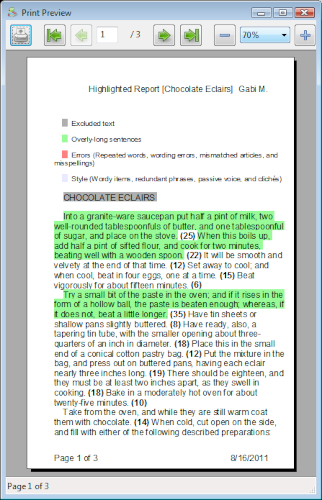 Print Preview
1 / 3 70%
Highlighted Report [Chocolate Eclairs] Gabi M.
Excluded text
Overly-long sentences
Errors (Repeated words, wording errors, mismatched articles, and
misspellings)
Style (Wordy items, redundant phrases, passive voice, and clichés)
CHOCOLATE ECLAIRS
Into a granite-ware saucepan put half a pint of milk, two
well-rounded tablespoonfuls of butter, and one tablespoonful
of sugar, and place on the stove. (25) When this boils up,
add half a pint of sifted flour, and cook for two minutes,
beating well with a wooden spoon. (22) It will be smooth and
velvety at the end of that time. (12) Set away to cool; and
when cool, beat in four eggs, one at a time. (15) Beat
vigorously for about fifteen minutes. (6)
Try a small bit of the paste in the oven; and if it rises in the
form of a hollow ball, the paste is beaten enough; whereas, if
it does not, beat a little longer. (35) Have tin sheets or
shallow pans slightly buttered. (8) Have ready, also, a
tapering tin tube, with the smaller opening about three-
quarters of an inch in diameter. (18) Place this in the small
end of a conical cotton pastry bag. (12) Put the mixture in the
bag, and press out on buttered pans, having each eclair
nearly three inches long. (19) There should be eighteen, and
they must be at least two inches apart, as they swell in
cooking. (18) Bake in a moderately hot oven for about
twenty-five minutes. (10)
Take from the oven, and while they are still warm coat
them with chocolate. (14) When cold, cut open on the side,
and fill with either of the following described preparations:
Page 1 of 3 8/16/2011
Page 1 of 3